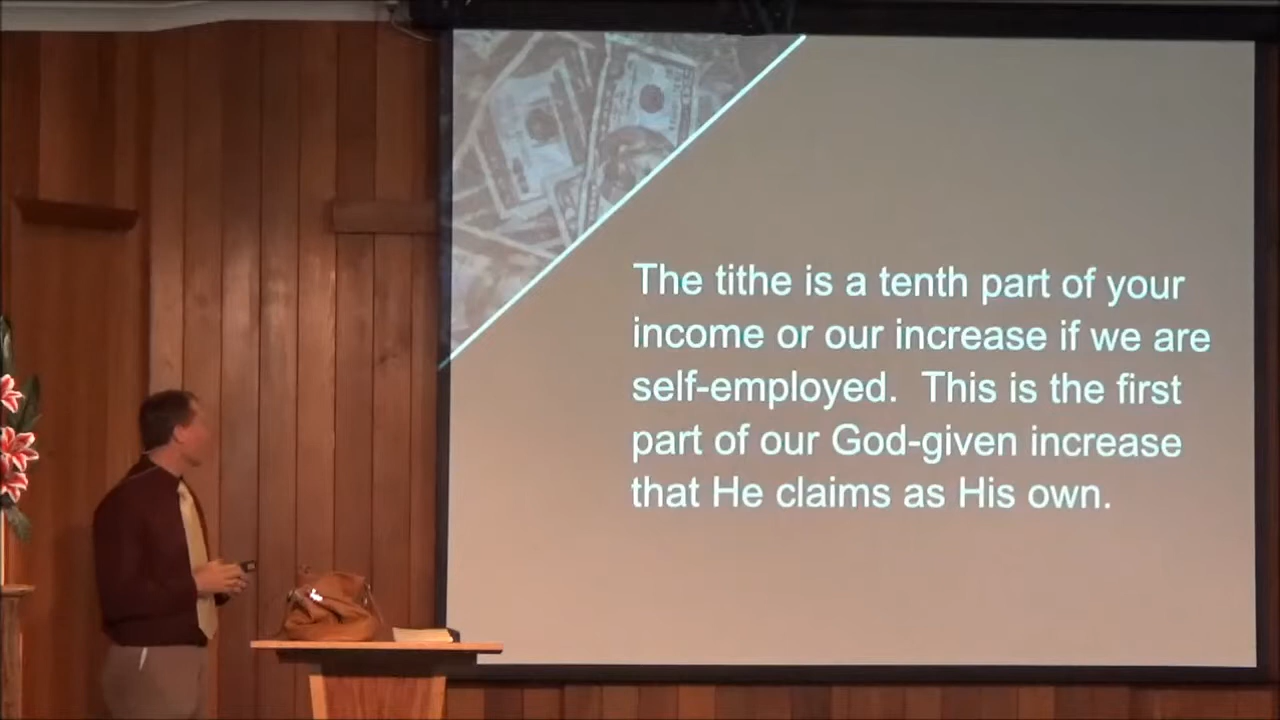 The tithe is a tenth part of your
income or our increase if we are
self-employed.  This is the first
part of our God-given increase
that He claims as His own.